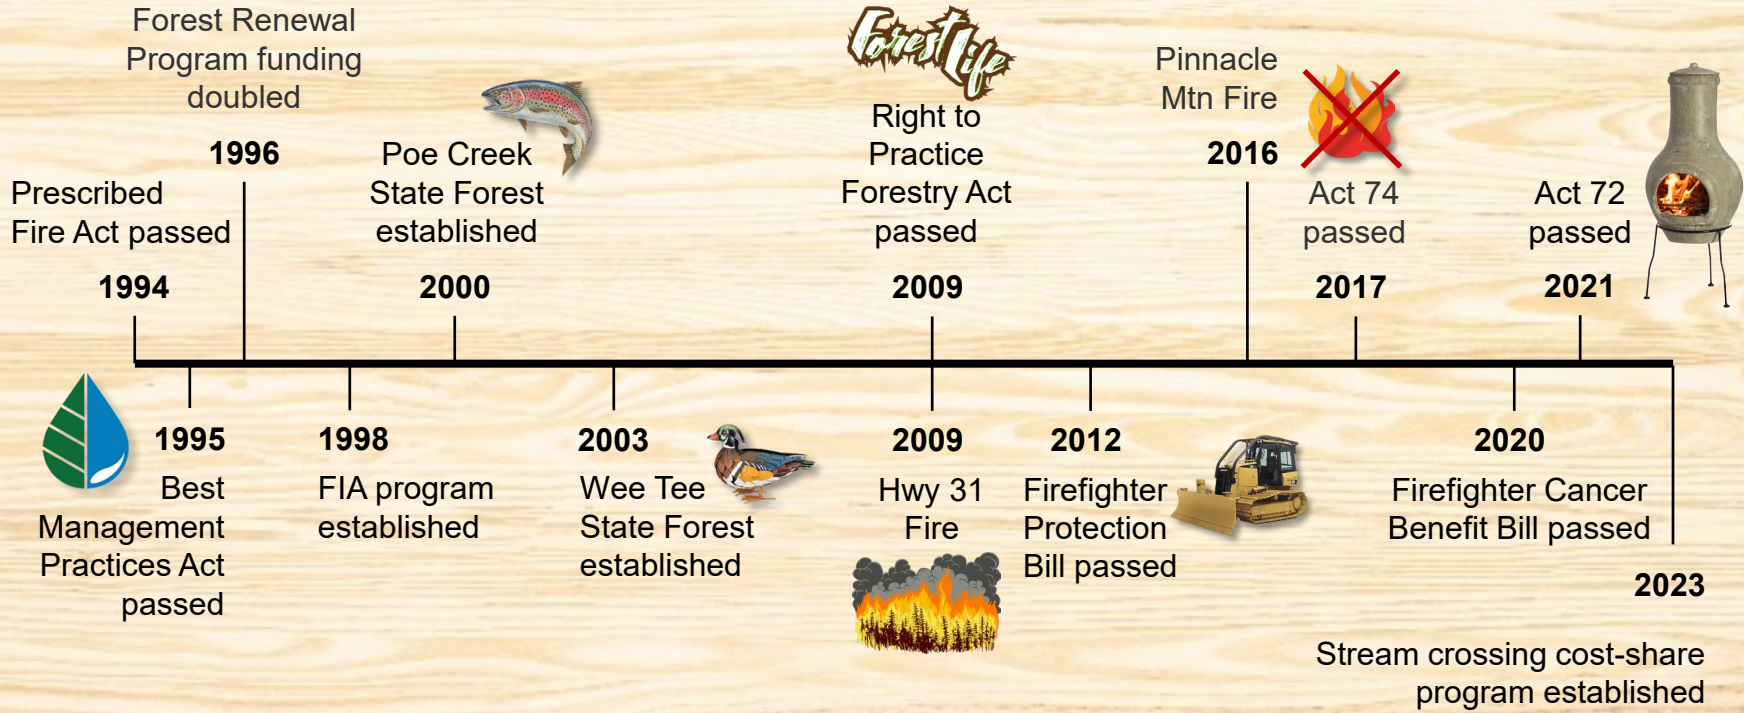 Forest Renewal
Program funding
doubled
1996
Prescribed
Fire Act passed
1994
Poe Creek
State Forest
established
2000
Forest Life
Right to
Practice
Forestry Act
passed
2009
Pinnacle
Mtn Fire
2016
Act 74
passed
2017
Act 72
passed
2021
1995
Best
Management
Practices Act
passed
1998
FIA program
established
2003
Wee Tee
State Forest
established
2009
Hwy 31
Fire
2012
Firefighter
Protection
Bill passed
2020
Firefighter Cancer
Benefit Bill passed
2023
Stream crossing cost-share
program established